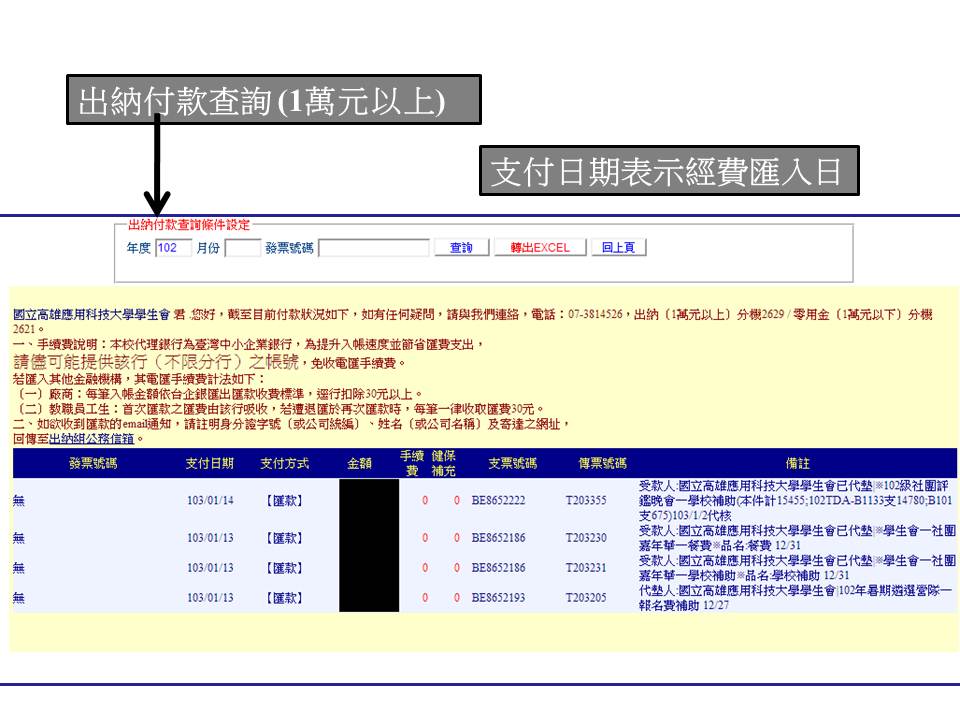 出納付款查詢(1萬元以上)
支付日期表示經費匯入日
出納付款查詢條件設定
年度 102 月份 發票號碼 查詢 轉出EXCEL 回上頁
國立高雄應用科技大學學生會 君 .您好，截至目前付款狀況如下，如有任何疑問，請與我們連絡，電話：07-3814526，出納〔1萬元以上〕分機2629 / 零用金〔1萬元以下〕分機
2621。
一、手續費說明：本校代理銀行為臺灣中小企業銀行，為提升入帳速度並節省匯費支出，
請儘可能提供該行（不限分行）之帳號，免收電匯手續費。
若匯入其他金融機構，其電匯手續費計法如下：
〔一〕廠商：每筆入帳金額依台企銀匯出匯款收費標準，逕行扣除30元以上。
〔二〕教職員工生：首次匯款之匯費由該行吸收，若遭退匯於再次匯款時，每筆一律收取匯費30元。
二、如欲收到匯款的email通知，請註明身分證字號〔或公司統編〕、姓名〔或公司名稱〕及寄達之網址，
回傳至出納組公務信箱。
發票號碼 支付日期 支付方式 金額 手續費 健保補充 支票號碼 傳票號碼 備註
無 103/01/14 【匯款】 0 0 BE8652222 T203355 受款人:國立高雄應用科技大學學生會已代墊|※102級社團評
鑑晚會一學校補助(本件計15455;102TDA-B1133支14780;B101
支675)103/1/2代核
無 103/01/13 【匯款】 0 0 BE8652186 T203230 受款人:國立高雄應用科技大學學生會已代墊|※學生會一社團
嘉年華一餐費※品名:餐費 12/31
無 103/01/13 【匯款】 0 0 BE8652186 T203231 受款人:國立高雄應用科技大學學生會已代墊|※學生會一社團
嘉年華一學校補助※品名:學校補助 12/31
無 103/01/13 【匯款】 0 0 BE8652193 T203205 代墊人:國立高雄應用科技大學學生會|102年暑期遴選營隊一
報名費補助 12/27